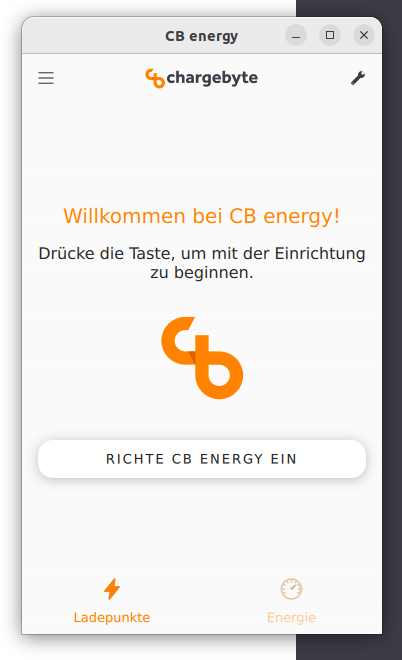 CB energy
chargebyte
Willkommen bei CB energy!
Drücke die Taste, um mit der Einrichtung
zu beginnen.
RICHTE CB ENERGY EIN
Ladepunkte
Energie